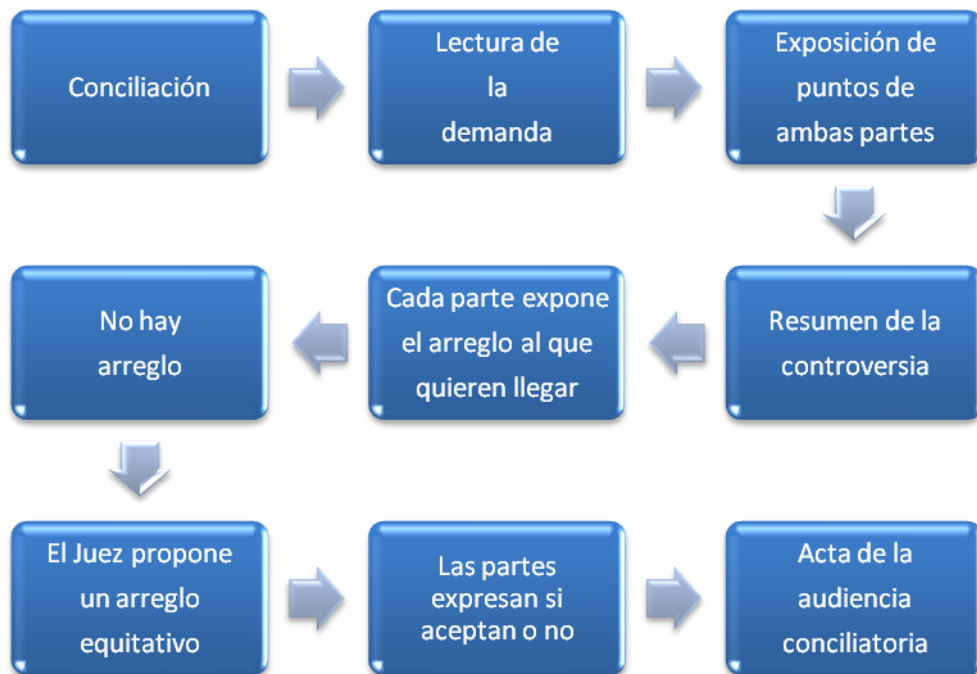 Conciliación
Lectura de
la
demanda
Exposición de
puntos de
ambas partes
Resumen de la
controversia
Cada parte expone
el arreglo al que
quieren llegar
No hay
arreglo
El Juez propone
un arreglo
equitativo
Las partes
expresan si
aceptan o no
Acta de la
audiencia
conciliatoria